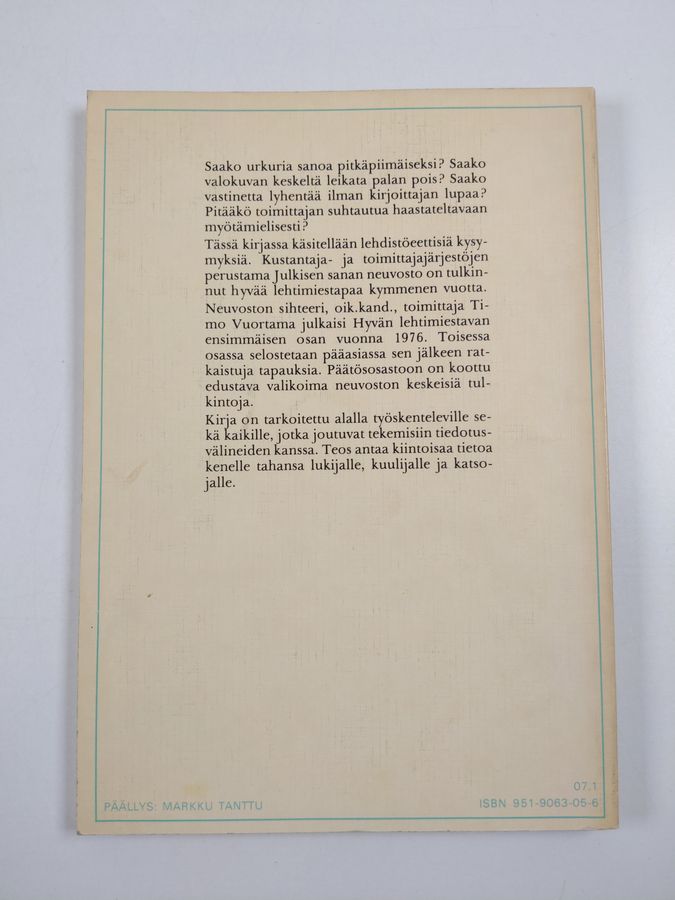 Saako urkuria sanoa pitkäpiimäiseksi? Saako
valokuvan keskeltä leikata palan pois? Saako
vastinetta lyhentää ilman kirjoittajan lupaa?
Pitääkö toimittajan suhtautua haastateltavaan
myötämielisesti?
Tässä kirjassa käsitellään lehdistöeettisiä kysy-
myksiä. Kustantaja- ja toimittajajärjestöjen
perustama Julkisen sanan neuvosto on tulkin-
nut hyvää lehtimiestapaa kymmenen vuotta.
Neuvoston sihteeri, oik.kand., toimittaja Ti-
mo Vuortama julkaisi Hyvän lehtimiestavan
ensimmäisen osan vuonna 1976. Toisessa
osassa selostetaan pääasiassa sen jälkeen rat-
kaistuja tapauksia. Päätösosastoon on koottu
edustava valikoima neuvoston keskeisiä tul-
kintoja.
Kirja on tarkoitettu alalla työskenteleville se-
kä kaikille, jotka joutuvat tekemisiin tiedotus-
välineiden kanssa. Teos antaa kiintoisaa tietoa
kenelle tahansa lukijalle, kuulijalle ja katso-
jalle.
07.1
PÄÄLLYS: MARKKU TANTTU
ISBN 951-9063-05-6